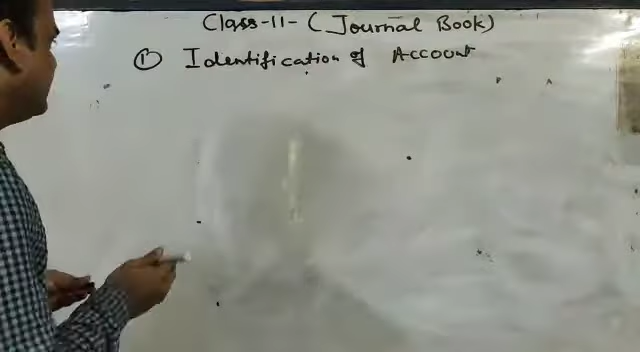 Class-11- (Journal Book)
① Identification of Account